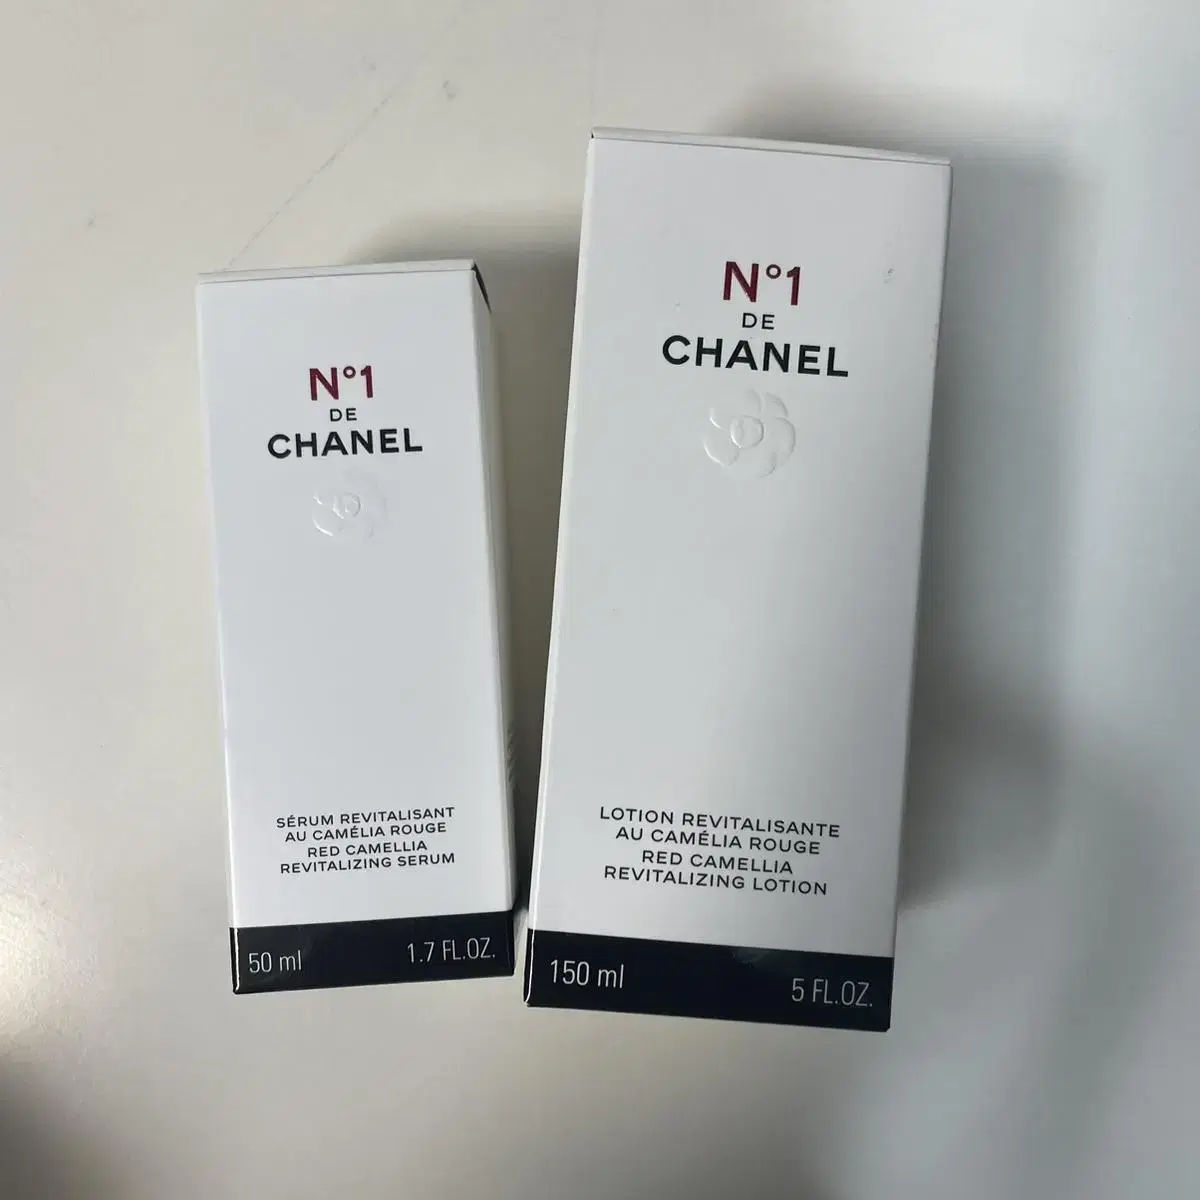 N°1
DE
CHANEL
SÉRUM REVITALISANT
AU CAMÉLIA ROUGE
RED CAMELLIA
REVITALIZING SERUM
50 ml 1.7 FL.OZ.
N°1
DE
CHANEL
LOTION REVITALISANTE
AU CAMÉLIA ROUGE
RED CAMELLIA
REVITALIZING LOTION
150 ml 5 FL.OZ.